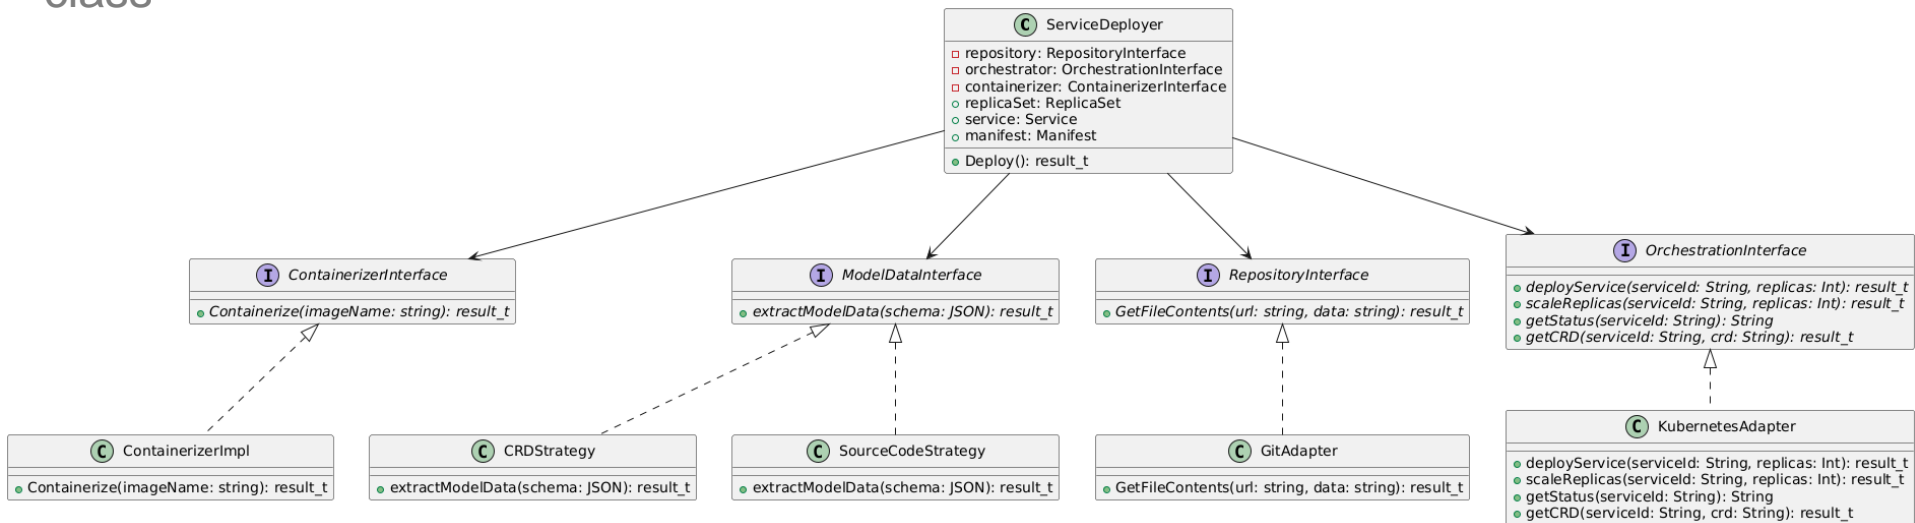 class
C ServiceDeployer
repository: RepositoryInterface
orchestrator: OrchestrationInterface
containerizer: ContainerizerInterface
replicaSet: ReplicaSet
service: Service
manifest: Manifest
Deploy(): result_t
I ContainerizerInterface
Containerize(imageName: string): result_t
I ModelDataInterface
extractModelData(schema: JSON): result_t
I RepositoryInterface
GetFileContents(url: string, data: string): result_t
I OrchestrationInterface
deployService(serviceId: String, replicas: Int): result_t
scaleReplicas(serviceId: String, replicas: Int): result_t
getStatus(serviceId: String): String
getCRD(serviceId: String, crd: String): result_t
C ContainerizerImpl
Containerize(imageName: string): result_t
C CRDStrategy
extractModelData(schema: JSON): result_t
C SourceCodeStrategy
extractModelData(schema: JSON): result_t
C GitAdapter
GetFileContents(url: string, data: string): result_t
C KubernetesAdapter
deployService(serviceId: String, replicas: Int): result_t
scaleReplicas(serviceId: String, replicas: Int): result_t
getStatus(serviceId: String): String
getCRD(serviceId: String, crd: String): result_t